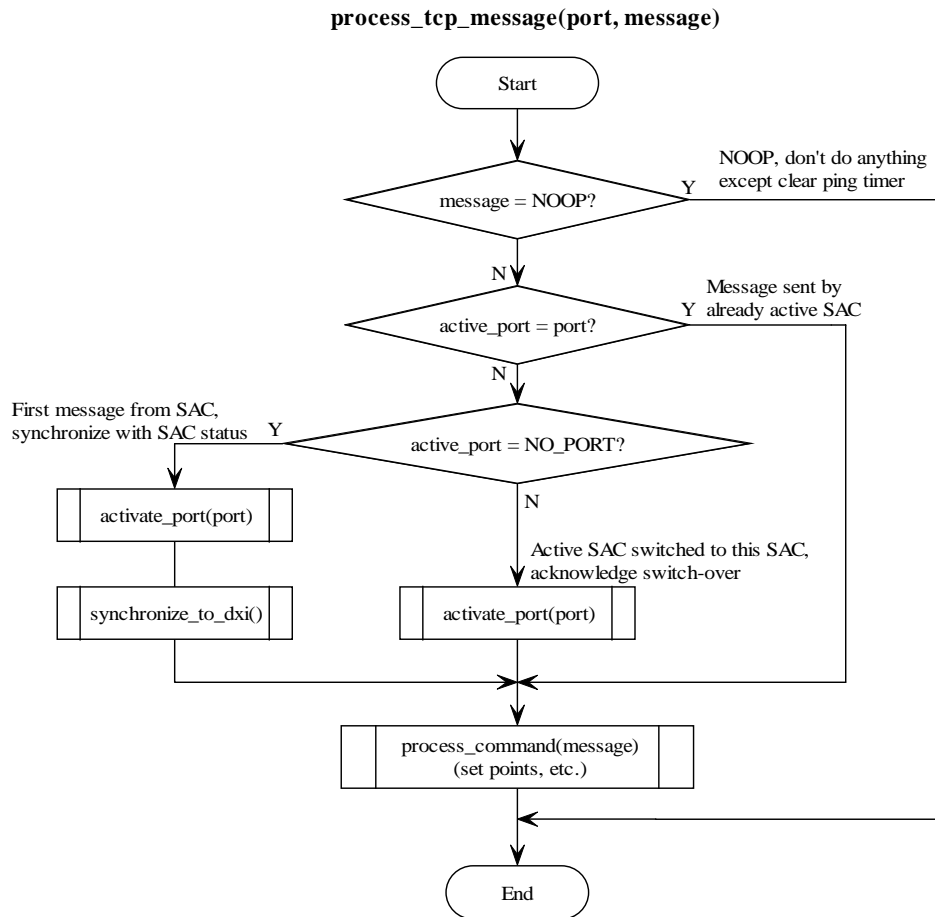 process_tcp_message(port, message)
Start
NOOP, don't do anything
except clear ping timer
Y
message = NOOP?
N
Message sent by
already active SAC
Y
active_port = port?
N
First message from SAC,
synchronize with SAC status
Y
active_port = NO_PORT?
N
activate_port(port)
Active SAC switched to this SAC,
acknowledge switch-over
synchronize_to_dxi()
activate_port(port)
process_command(message)
(set points, etc.)
End